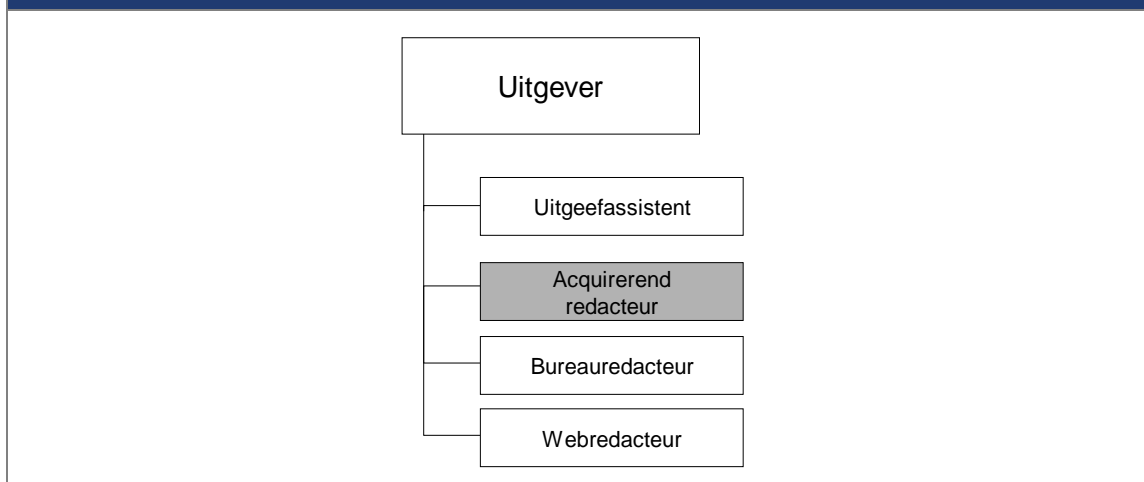 Uitgever
Uitgeefassistent
Acquirerend
redacteur
Bureauredacteur
Webredacteur